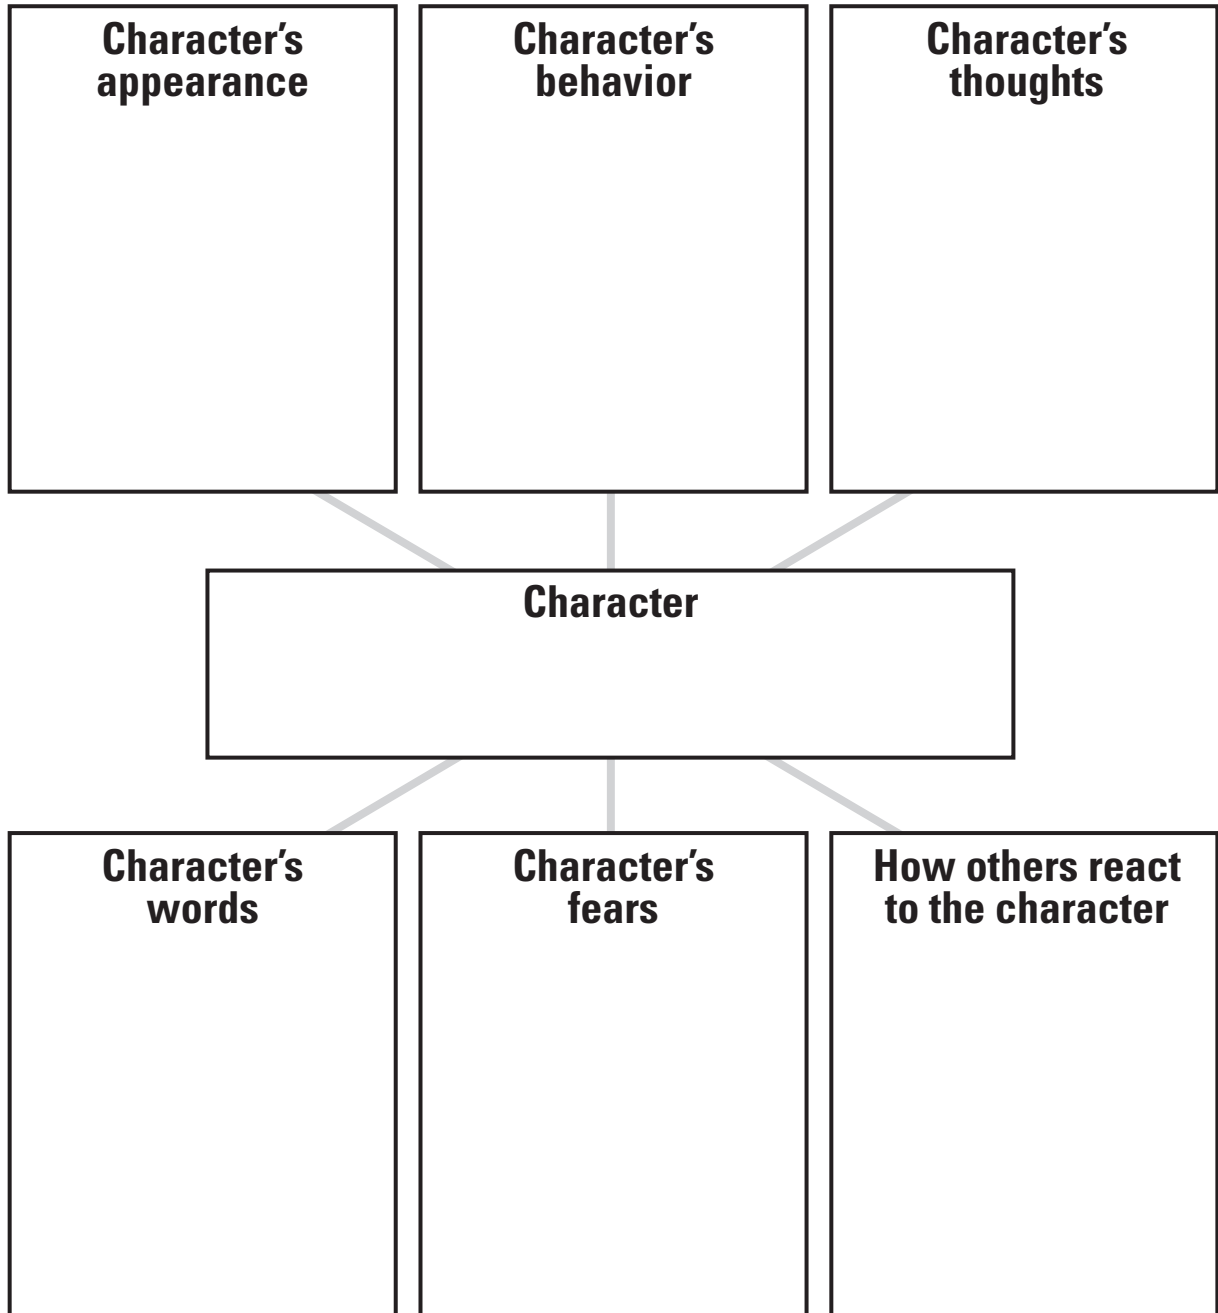 Character's
appearance
Character's
behavior
Character's
thoughts
Character
Character's
words
Character's
fears
How others react
to the character